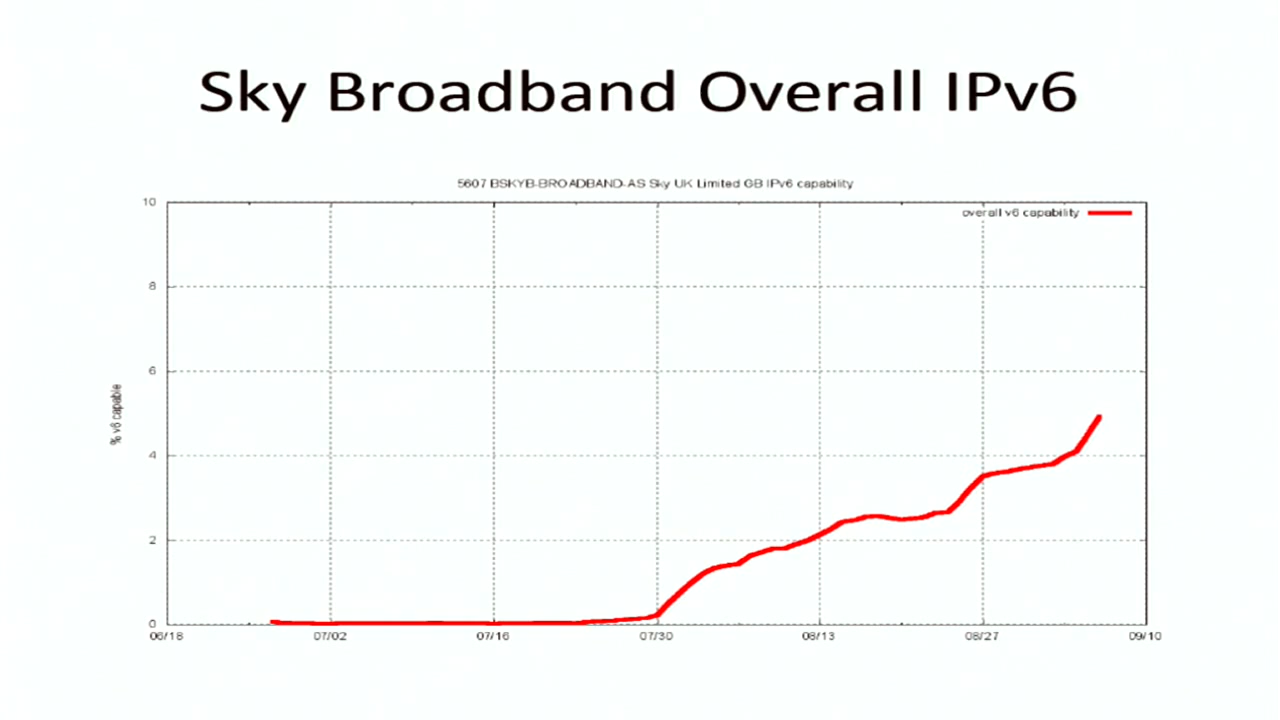 Sky Broadband Overall IPv6
5607 BSKYB-BROADBAND-AS Sky UK Limited GB IPv6 capability
overall v6 capability
% v6 capable
10
8
6
4
2
0
06/18 07/02 07/16 07/30 08/13 08/27 09/10